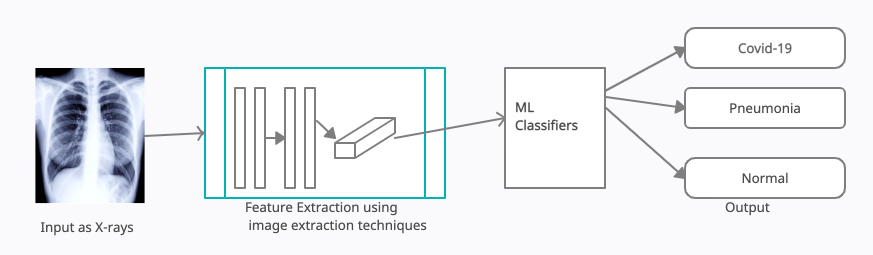 Covid-19
ML
Classifiers
Pneumonia
Normal
Input as X-rays
Feature Extraction using
image extraction techniques
Output